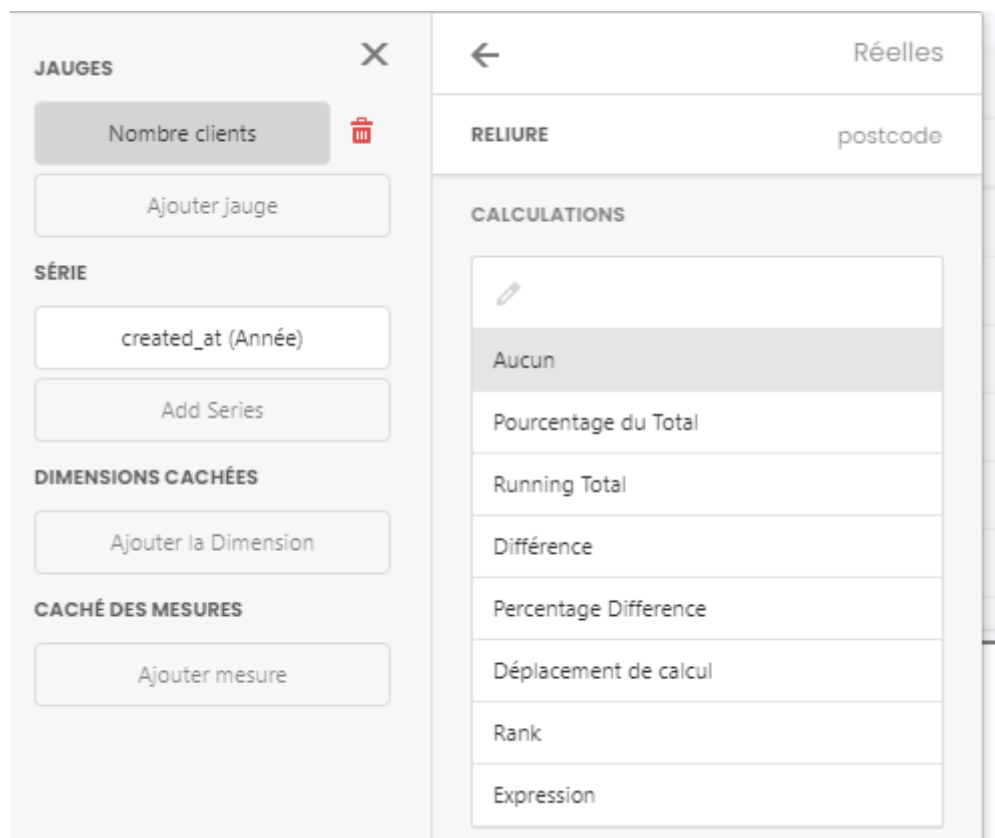 JAUGES
Nombre clients
Ajouter jauge
SÉRIE
created_at (Année)
Add Series
DIMENSIONS CACHÉES
Ajouter la Dimension
CACHÉ DES MESURES
Ajouter mesure
Réelles
RELIURE
postcode
CALCULATIONS
Aucun
Pourcentage du Total
Running Total
Différence
Percentage Difference
Déplacement de calcul
Rank
Expression